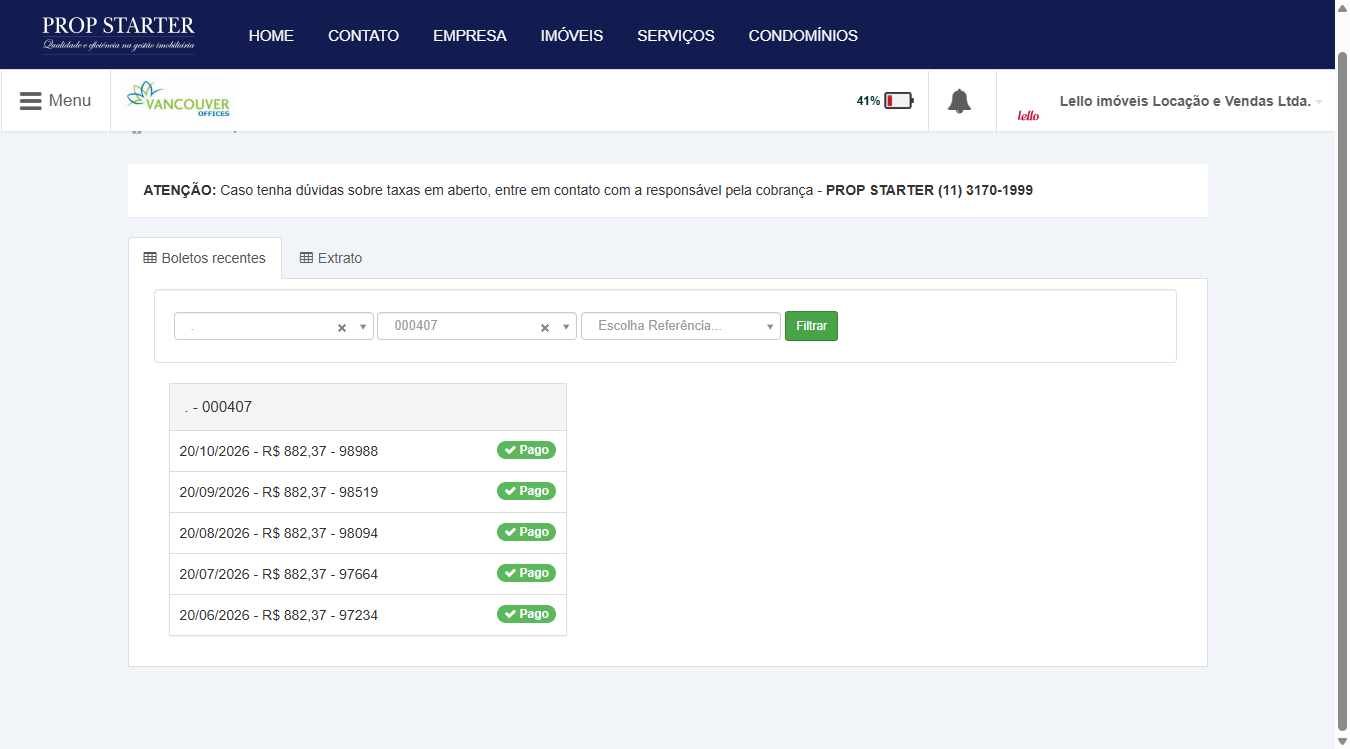 PROP STARTER
Qualidade e eficiência na gestão imobiliária
HOME CONTATO EMPRESA IMÓVEIS SERVIÇOS CONDOMÍNIOS
Menu
VANCOUVER
OFFICES
41%
lello
Lello imóveis Locação e Vendas Ltda.
ATENÇÃO: Caso tenha dúvidas sobre taxas em aberto, entre em contato com a responsável pela cobrança - PROP STARTER (11) 3170-1999
Boletos recentes
Extrato
. × 000407 × Escolha Referência... Filtrar
. - 000407
20/10/2026 - R$ 882,37 - 98988 Pago
20/09/2026 - R$ 882,37 - 98519 Pago
20/08/2026 - R$ 882,37 - 98094 Pago
20/07/2026 - R$ 882,37 - 97664 Pago
20/06/2026 - R$ 882,37 - 97234 Pago